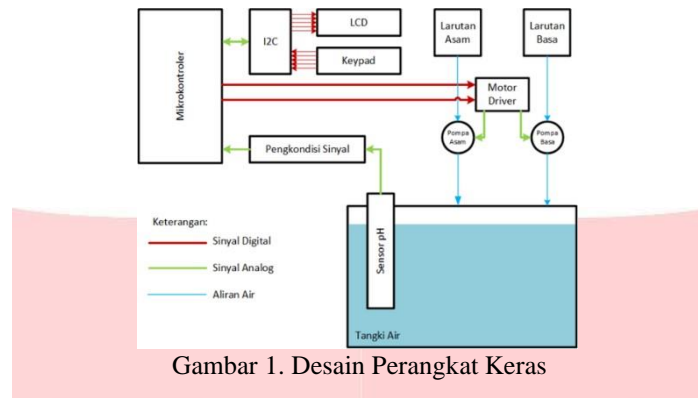 LCD
Larutan
Asam
Larutan
Basa
I2C
Keypad
Mikrokontroler
Motor
Driver
Pompa
Asam
Pompa
Basa
Pengkondisi Sinyal
Keterangan:
Sinyal Digital
Sinyal Analog
Aliran Air
Sensor pH
Tangki Air
Gambar 1. Desain Perangkat Keras